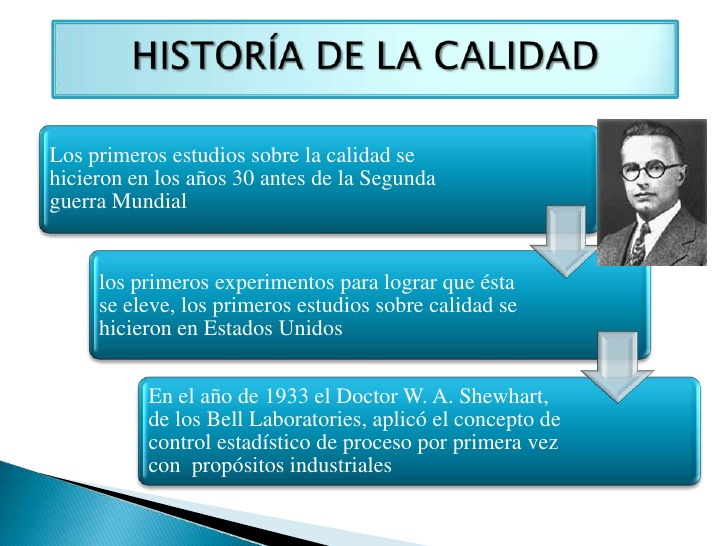 HISTORÍA DE LA CALIDAD
Los primeros estudios sobre la calidad se
hicieron en los años 30 antes de la Segunda
guerra Mundial
los primeros experimentos para lograr que ésta
se eleve, los primeros estudios sobre calidad se
hicieron en Estados Unidos
En el año de 1933 el Doctor W. A. Shewhart,
de los Bell Laboratories, aplicó el concepto de
control estadístico de proceso por primera vez
con  propósitos industriales